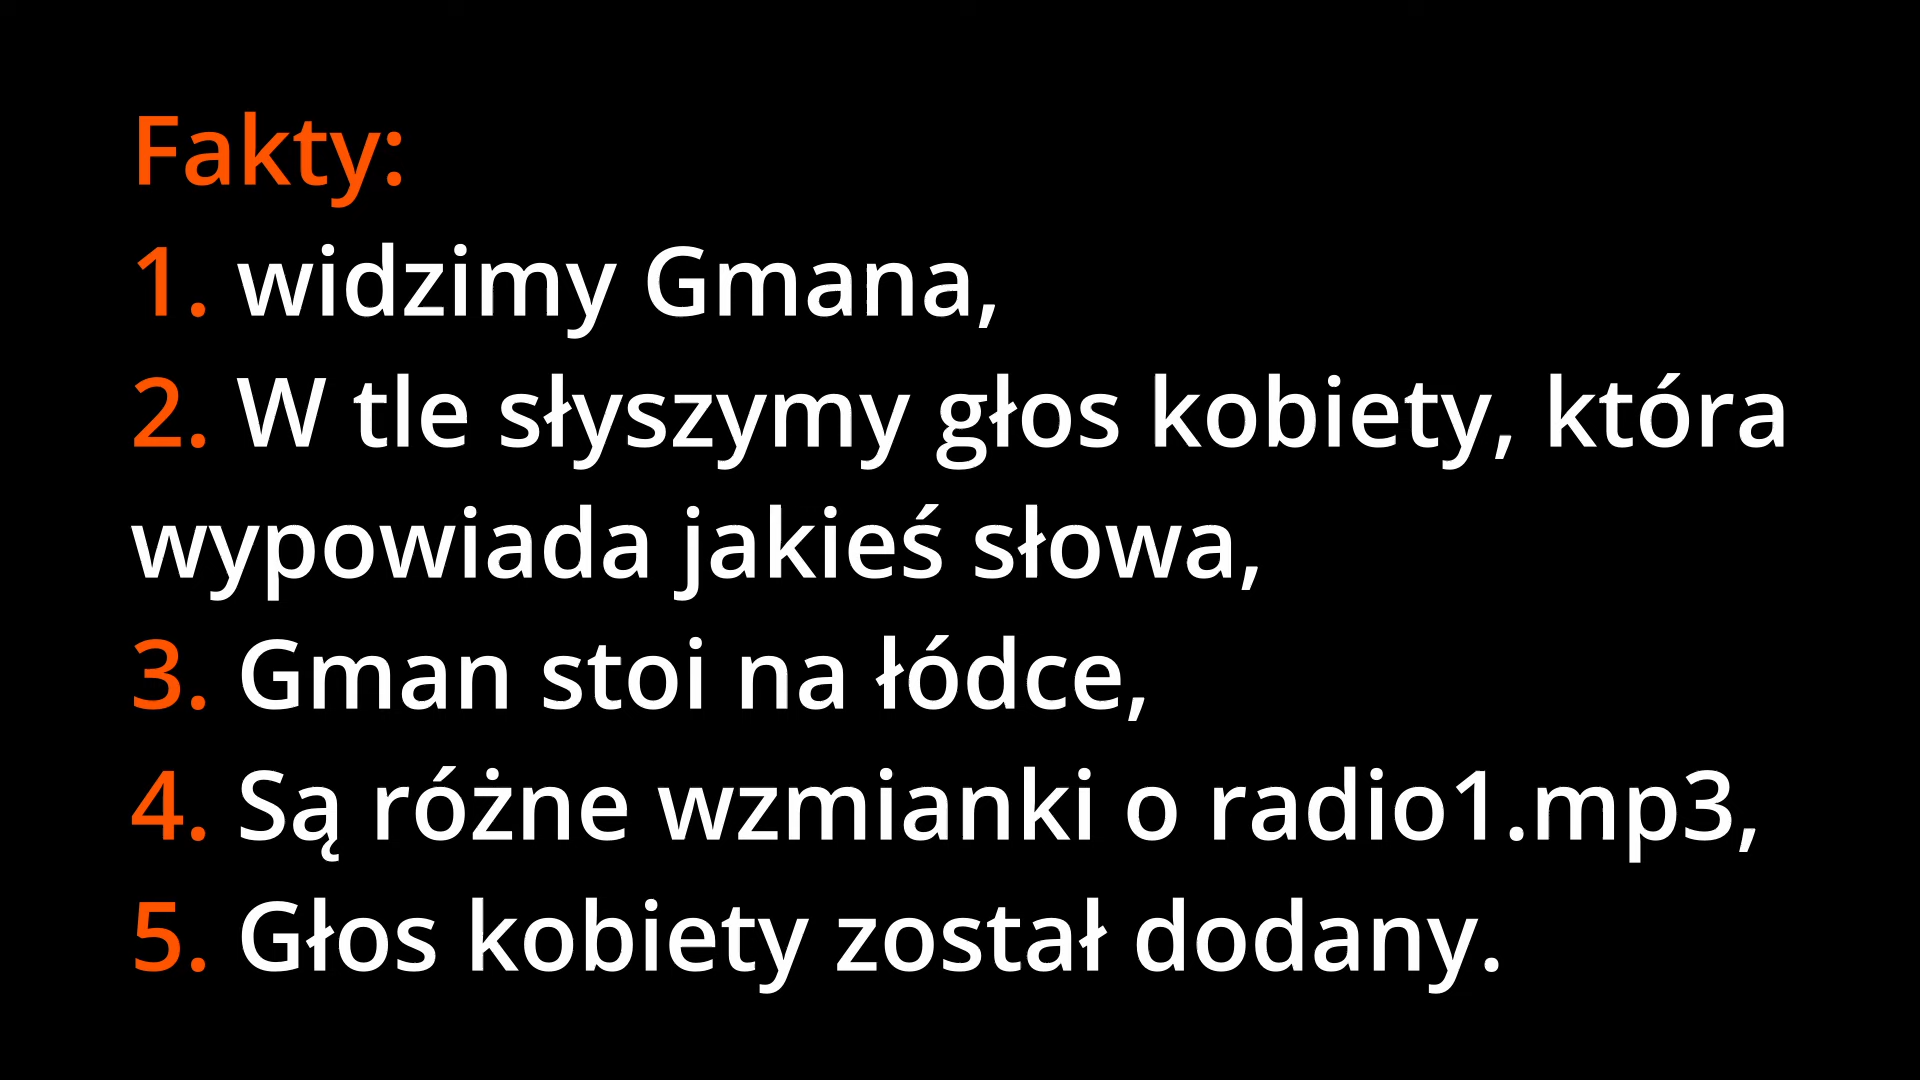 Fakty:
1. widzimy Gmana,
2. W tle słyszymy głos kobiety, która
wypowiada jakieś słowa,
3. Gman stoi na łódce,
4. Są różne wzmianki o radio1.mp3,
5. Głos kobiety został dodany.